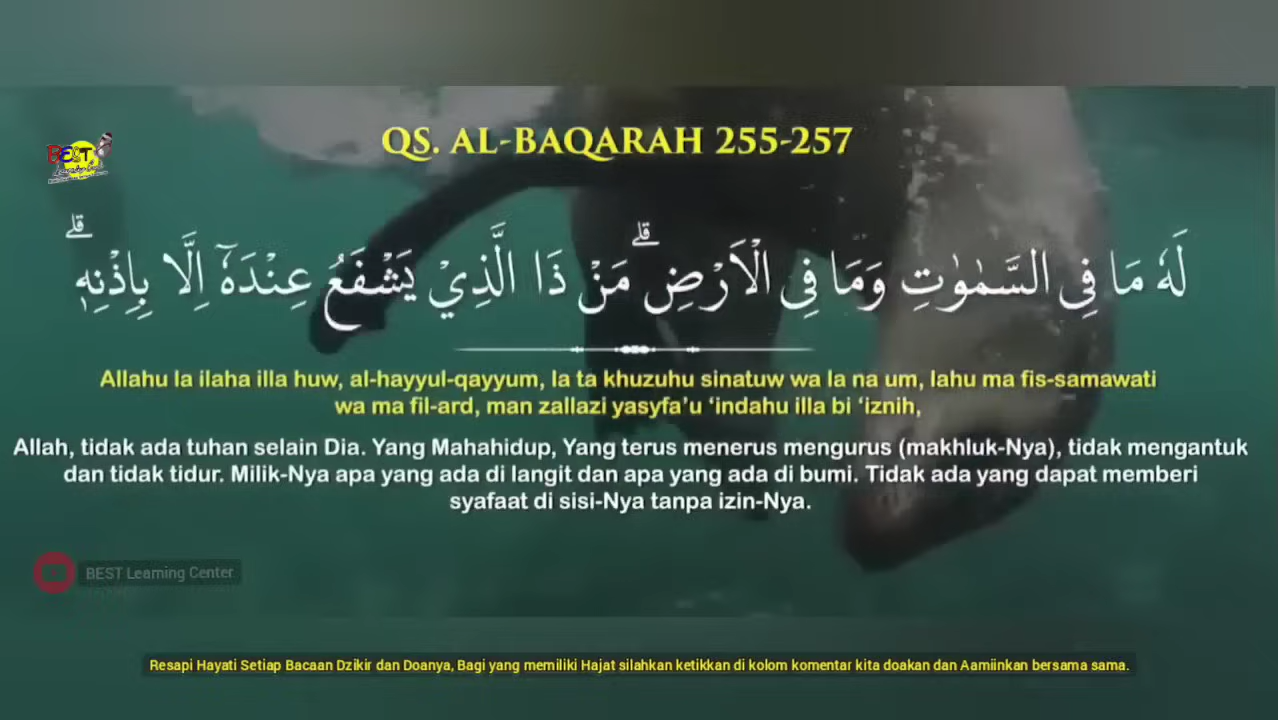 QS. AL-BAQARAH 255-257
BEST
لَهٗ مَا فِى السَّمٰوٰتِ وَمَا فِى الْاَرْضِۗ مَنْ ذَا الَّذِيْ يَشْفَعُ عِنْدَهٗٓ اِلَّا بِاِذْنِهٖۗ
Allahu la ilaha illa huw, al-hayyul-qayyum, la ta khuzuhu sinatuw wa la na um, lahu ma fis-samawati
wa ma fil-ard, man zallazi yasyfa’u ‘indahu illa bi ‘iznih,
Allah, tidak ada tuhan selain Dia. Yang Mahahidup, Yang terus menerus mengurus (makhluk-Nya), tidak mengantuk
dan tidak tidur. Milik-Nya apa yang ada di langit dan apa yang ada di bumi. Tidak ada yang dapat memberi
syafaat di sisi-Nya tanpa izin-Nya.
BEST Learning Center
Resapi Hayati Setiap Bacaan Dzikir dan Doanya, Bagi yang memiliki Hajat silahkan ketikkan di kolom komentar kita doakan dan Aamiinkan bersama sama.